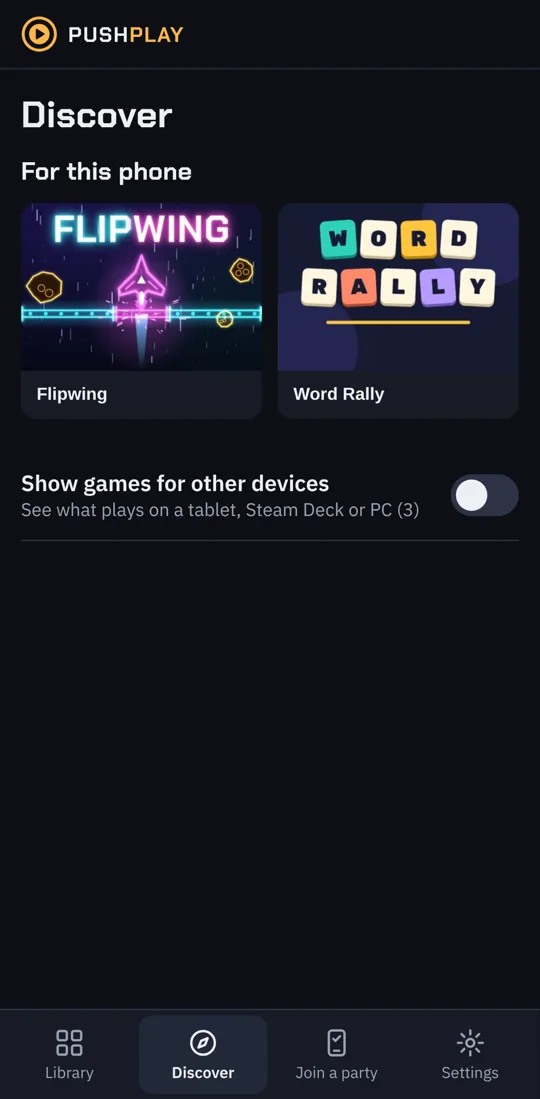 PUSHPLAY
Discover
For this phone
FLIPWING
WORD
RALLY
Flipwing
Word Rally
Show games for other devices
See what plays on a tablet, Steam Deck or PC (3)
Library
Discover
Join a party
Settings